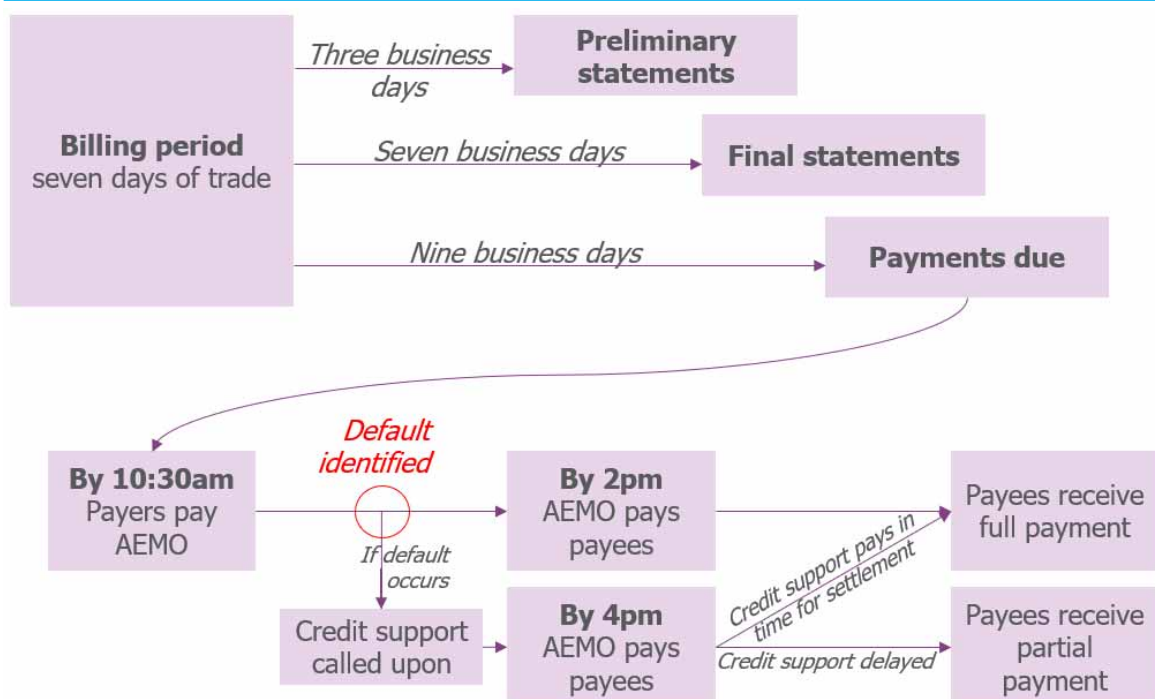 Three business
days
Preliminary
statements
Billing period
seven days of trade
Seven business days
Final statements
Nine business days
Payments due
Default
identified
By 10:30am
Payers pay
AEMO
If default
occurs
By 2pm
AEMO pays
payees
Payees receive
full payment
Credit support
called upon
By 4pm
AEMO pays
payees
Credit support pays in
time for settlement
Credit support delayed
Payees receive
partial
payment